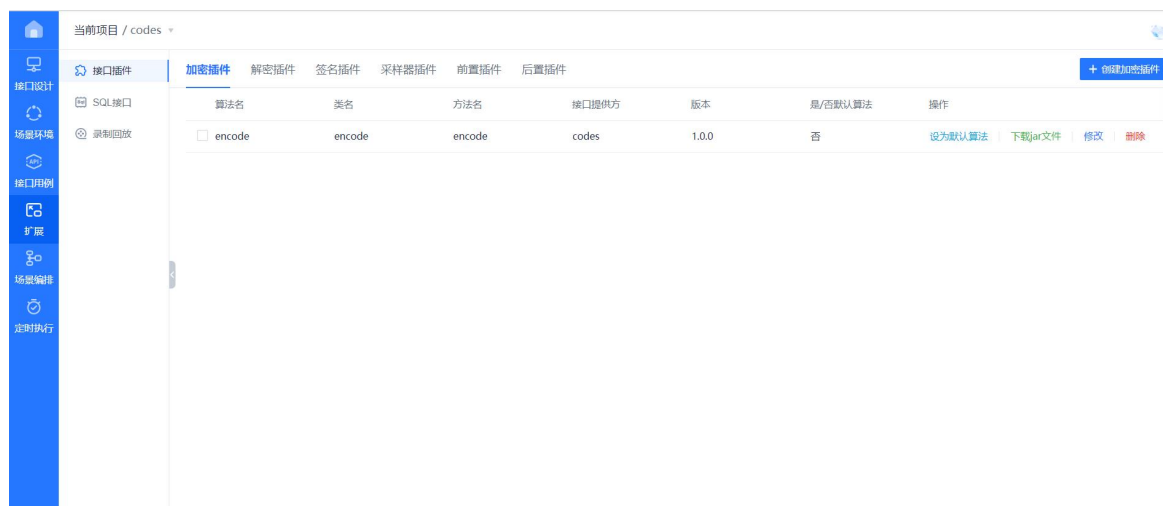 当前项目 / codes
接口设计
场景环境
API
接口用例
扩展
场景编排
定时执行
接口插件
SQL接口
录制回放
加密插件 解密插件 签名插件 采样器插件 前置插件 后置插件
+ 创建加密插件
算法名 类名 方法名 接口提供方 版本 是/否默认算法 操作
encode encode encode codes 1.0.0 否 设为默认算法 下载jar文件 修改 删除